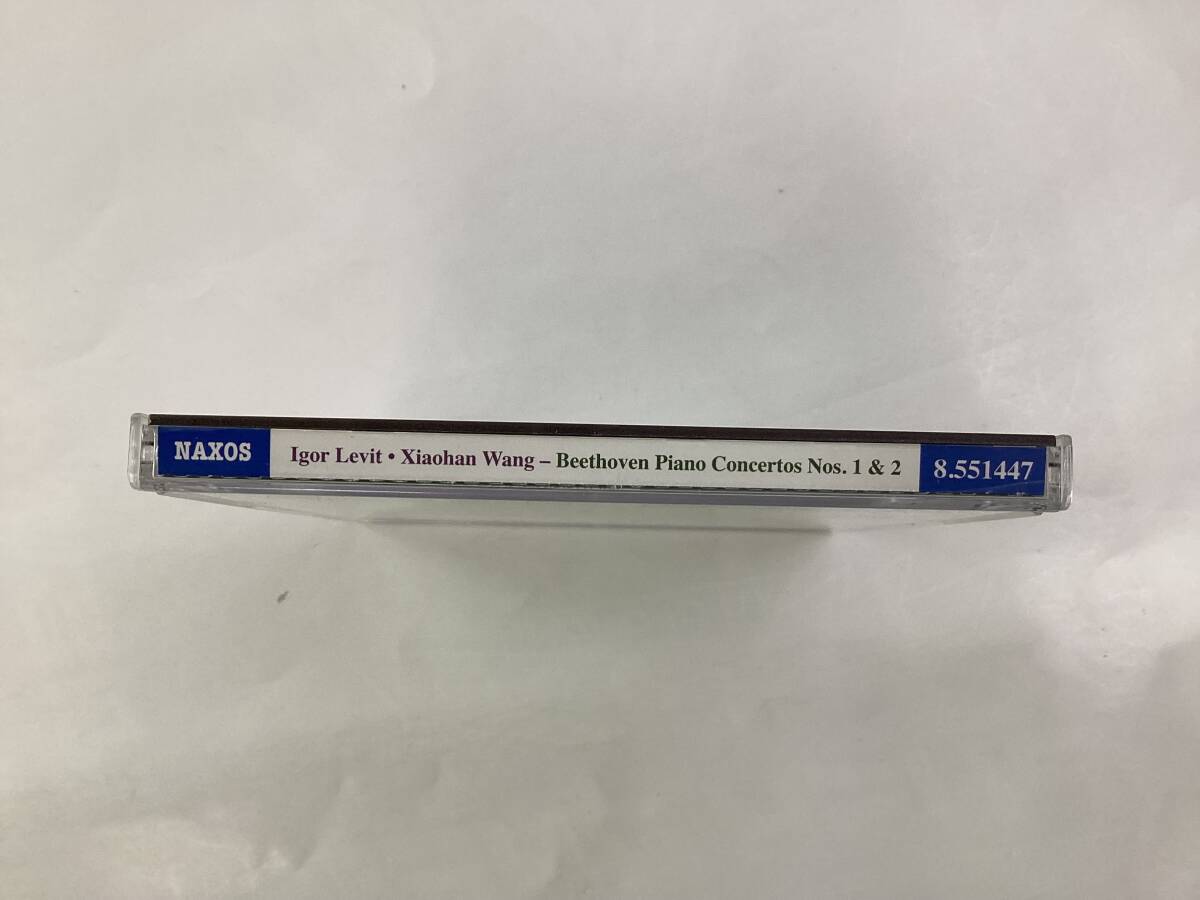 NAXOS Igor Levit • Xiaohan Wang – Beethoven Piano Concertos Nos. 1 & 2 8.551447